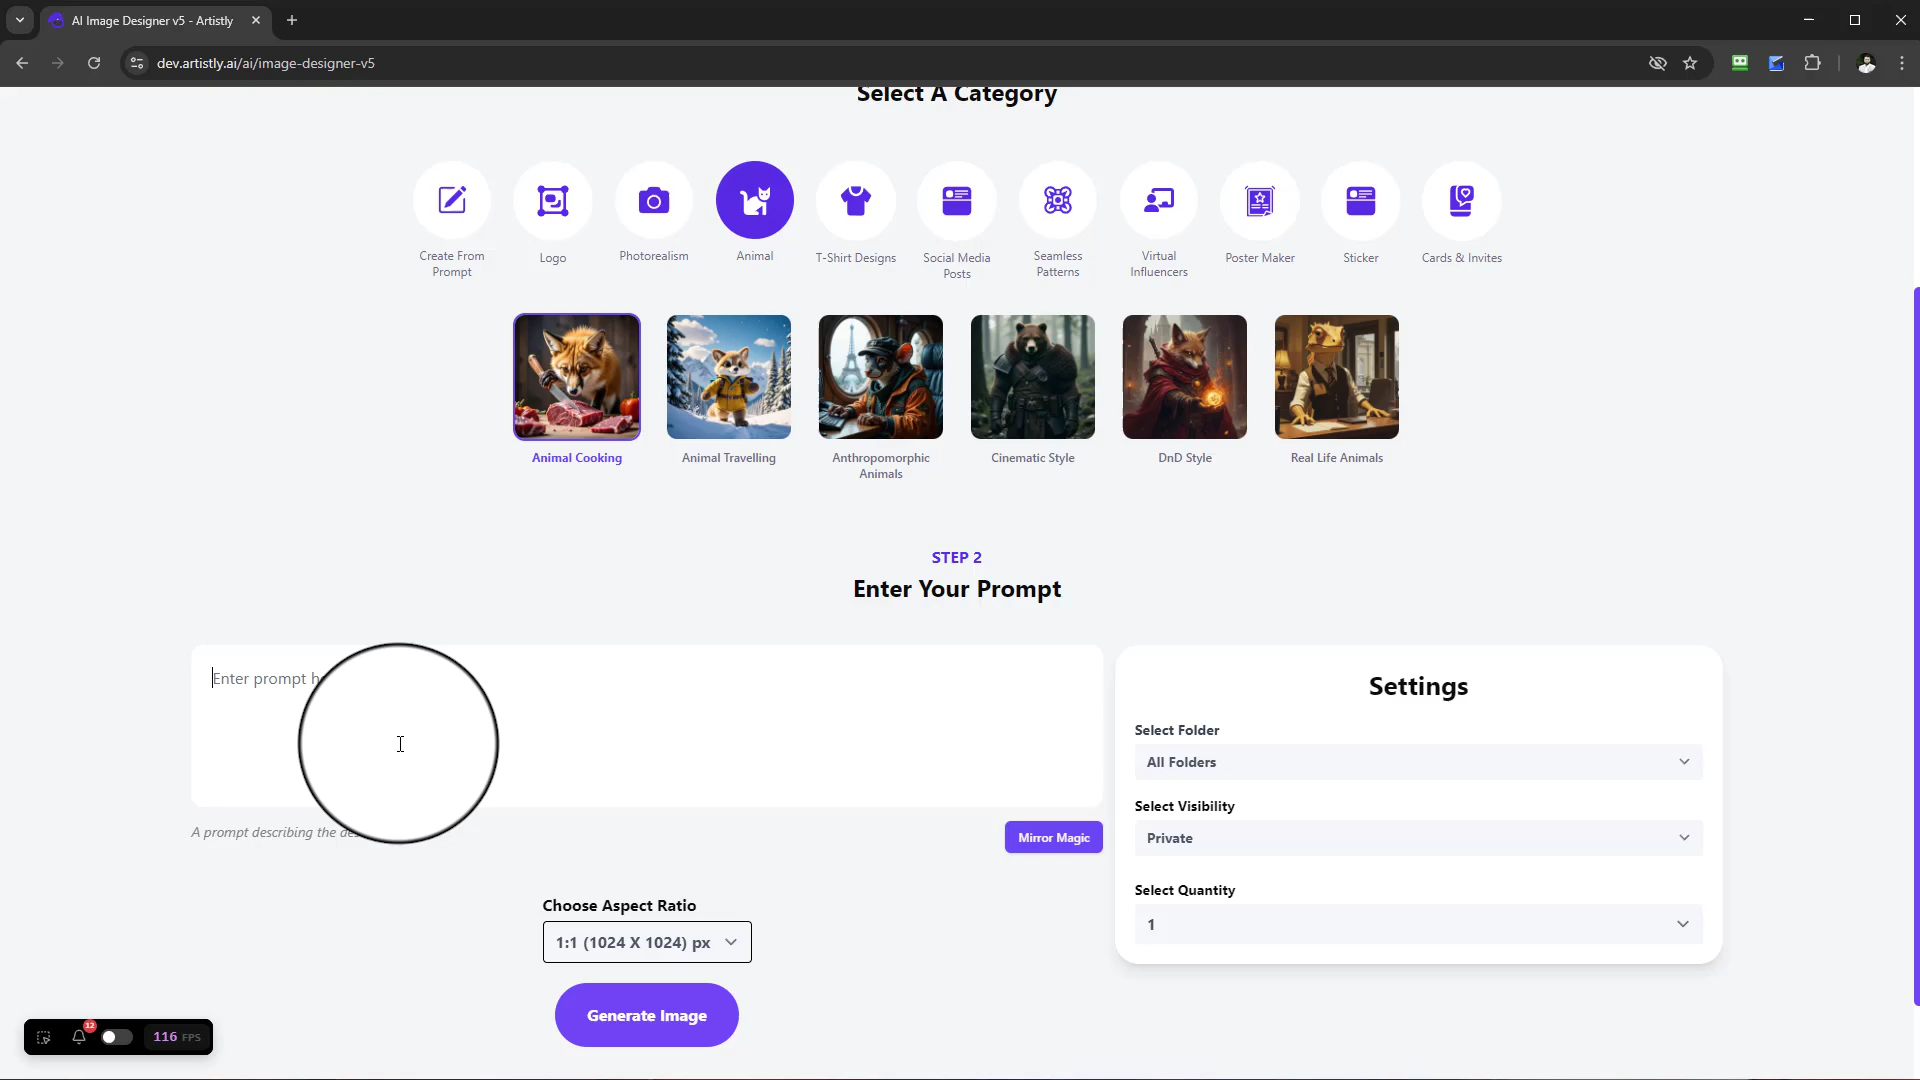 AI Image Designer v5 - Artistly
dev.artistly.ai/ai/image-designer-v5
Select A Category
Create From
Prompt
Logo
Photorealism
Animal
T-Shirt Designs
Social Media
Posts
Seamless
Patterns
Virtual
Influencers
Poster Maker
Sticker
Cards & Invites
Animal Cooking
Animal Travelling
Anthropomorphic
Animals
Cinematic Style
DnD Style
Real Life Animals
STEP 2
Enter Your Prompt
Enter prompt
A prompt describing the
Mirror Magic
Choose Aspect Ratio
1:1 (1024 X 1024) px
Generate Image
Settings
Select Folder
All Folders
Select Visibility
Private
Select Quantity
1
12
116 FPS